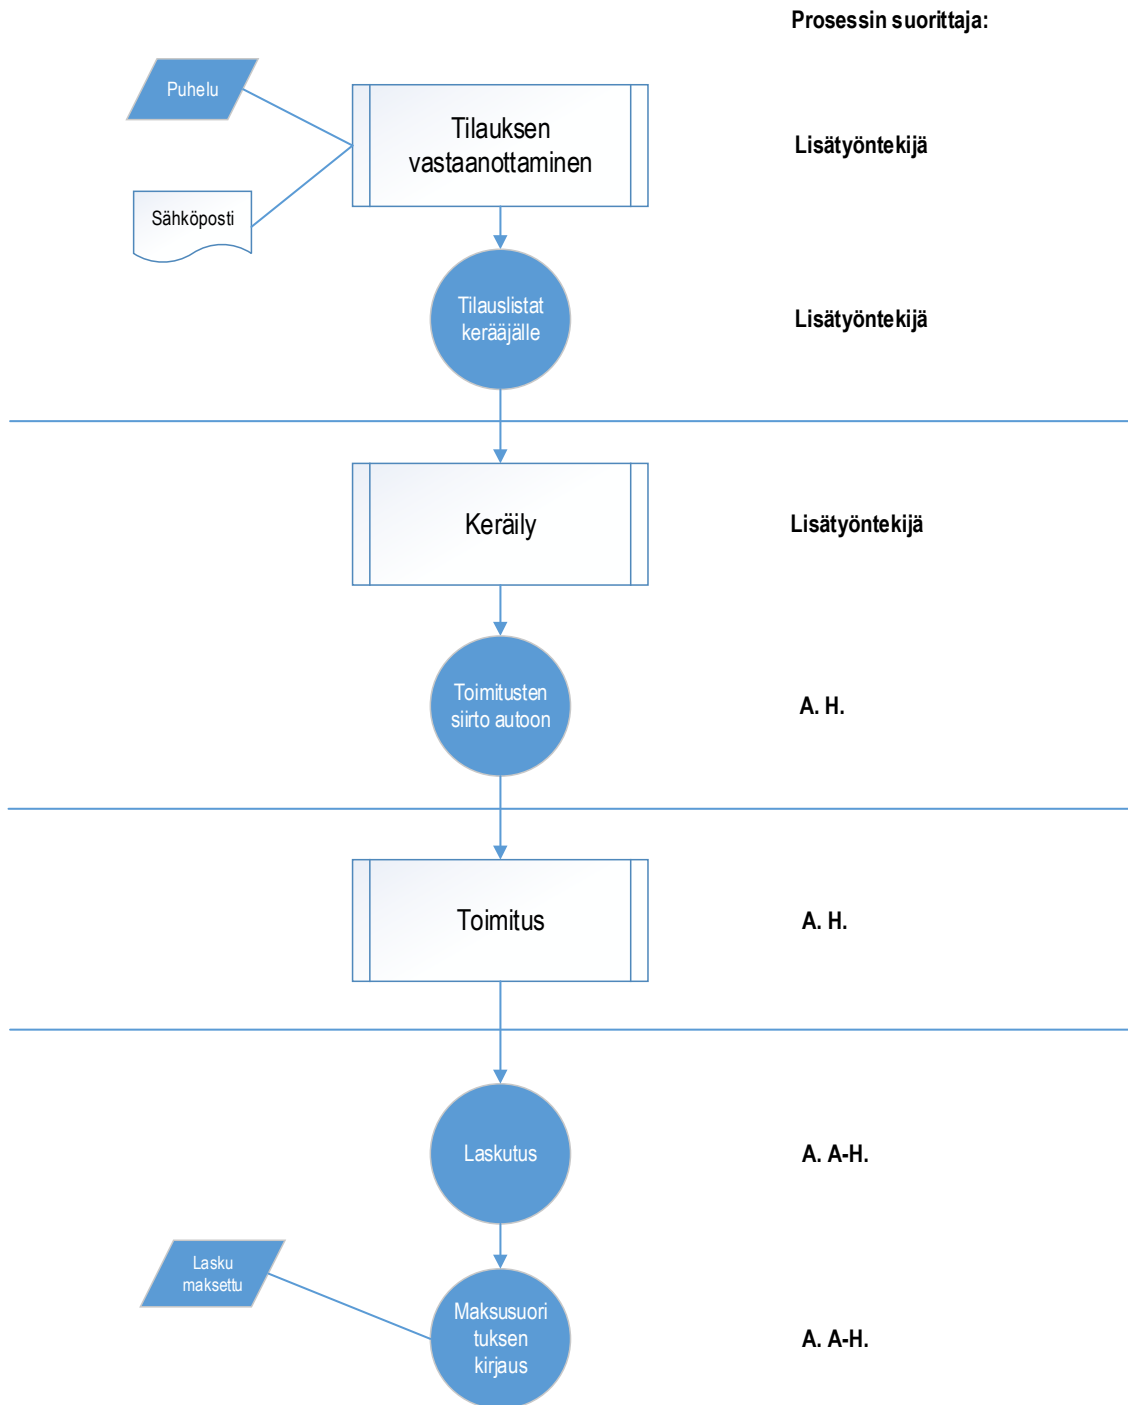 Prosessin suorittaja:
Puhelu
Tilauksen
vastaanottaminen
Lisätyöntekijä
Sähköposti
Tilauslistat
kerääjälle
Lisätyöntekijä
Keräily
Lisätyöntekijä
Toimitusten
siirto autoon
A. H.
Toimitus
A. H.
Laskutus
A. A-H.
Lasku
maksettu
Maksusuori
tuksen
kirjaus
A. A-H.